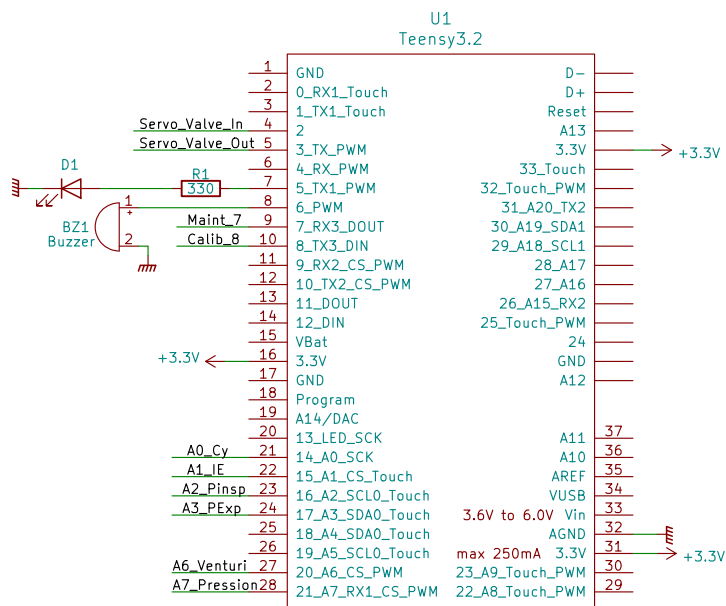 U1
Teensy3.2
1 GND D-
2 0_RX1_Touch D+
3 1_TX1_Touch Reset
Servo_Valve_In 4 2 A13
Servo_Valve_Out 5 3_TX_PWM 3.3V +3.3V
6 4_RX_PWM 33_Touch
D1 R1 330 7 5_TX1_PWM 32_Touch_PWM
1 + 8 6_PWM 31_A20_TX2
BZ1 Maint_7 9 7_RX3_DOUT 30_A19_SDA1
Buzzer 2 Calib_8 10 8_TX3_DIN 29_A18_SCL1
11 9_RX2_CS_PWM 28_A17
12 10_TX2_CS_PWM 27_A16
13 11_DOUT 26_A15_RX2
14 12_DIN 25_Touch_PWM
15 VBat 24
+3.3V 16 3.3V GND
17 GND A12
18 Program
19 A14/DAC
20 13_LED_SCK A11 37
A0_Cy 21 14_A0_SCK A10 36
A1_IE 22 15_A1_CS_Touch AREF 35
A2_Pinsp 23 16_A2_SCL0_Touch VUSB 34
A3_PExp 24 17_A3_SDA0_Touch 3.6V to 6.0V Vin 33
25 18_A4_SDA0_Touch AGND 32
26 19_A5_SCL0_Touch max 250mA 3.3V 31 +3.3V
A6_Venturi 27 20_A6_CS_PWM 23_A9_Touch_PWM 30
A7_Pression 28 21_A7_RX1_CS_PWM 22_A8_Touch_PWM 29